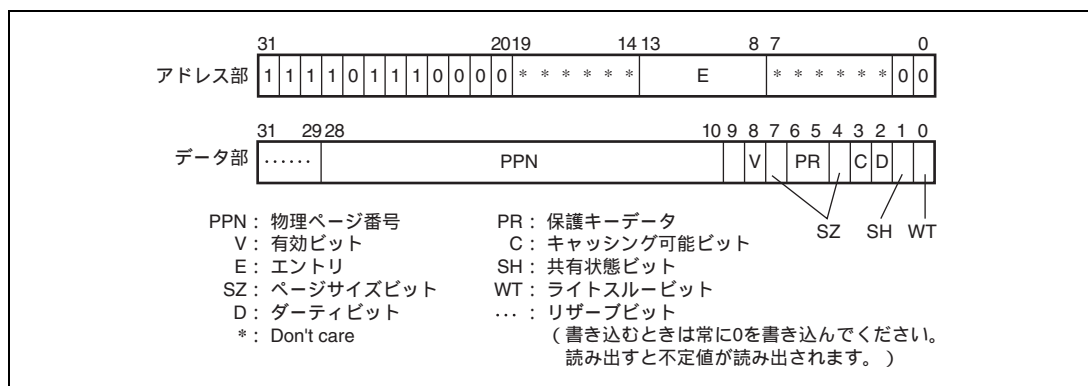 31 2019 14 13 8 7 0
アドレス部 1 1 1 1 0 1 1 1 0 0 0 0 * * * * * * E * * * * * * 0 0
31 29 28 10 9 8 7 6 5 4 3 2 1 0
データ部 ...... PPN V PR C D
SZ SH WT
PPN : 物理ページ番号 PR : 保護キーデータ
V : 有効ビット C : キャッシング可能ビット
E : エントリ SH : 共有状態ビット
SZ : ページサイズビット WT : ライトスルービット
D : ダーティビット ... : リザーブビット
* : Don't care （書き込むときは常に0を書き込んでください。
読み出すと不定値が読み出されます。）